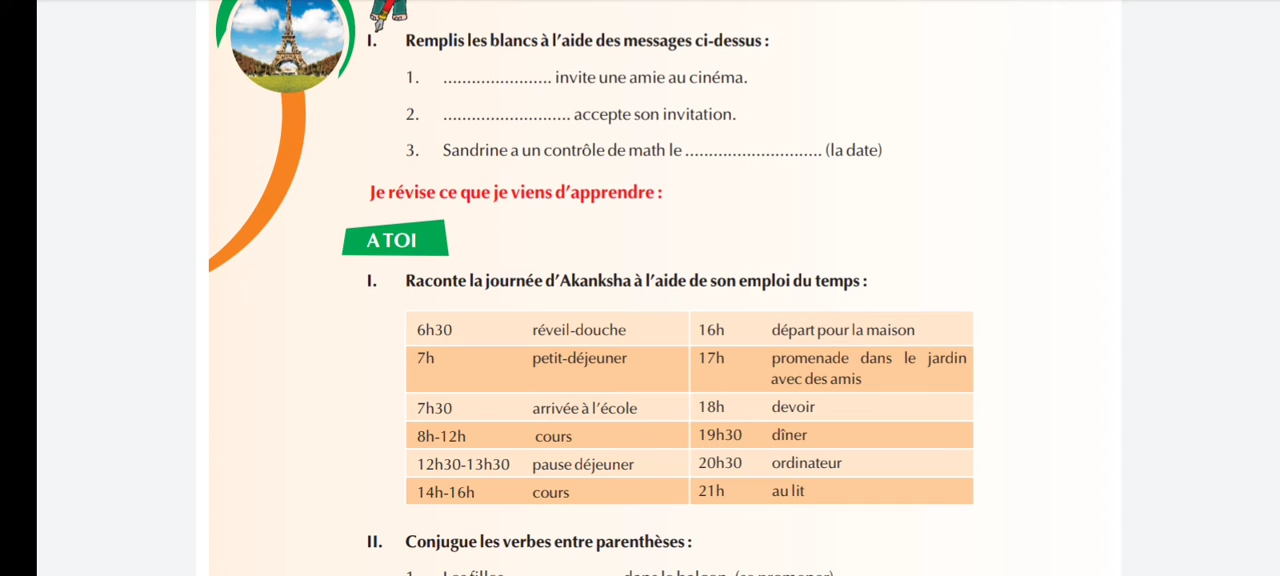 I. Remplis les blancs à l'aide des messages ci-dessus :
1. ....................... invite une amie au cinéma.
2. ........................... accepte son invitation.
3. Sandrine a un contrôle de math le ............................. (la date)
Je révise ce que je viens d'apprendre :
A TOI
I. Raconte la journée d'Akanksha à l'aide de son emploi du temps :
6h30 réveil-douche 16h départ pour la maison
7h petit-déjeuner 17h promenade dans le jardin
avec des amis
7h30 arrivée à l'école 18h devoir
8h-12h cours 19h30 dîner
12h30-13h30 pause déjeuner 20h30 ordinateur
14h-16h cours 21h au lit
II. Conjugue les verbes entre parenthèses :